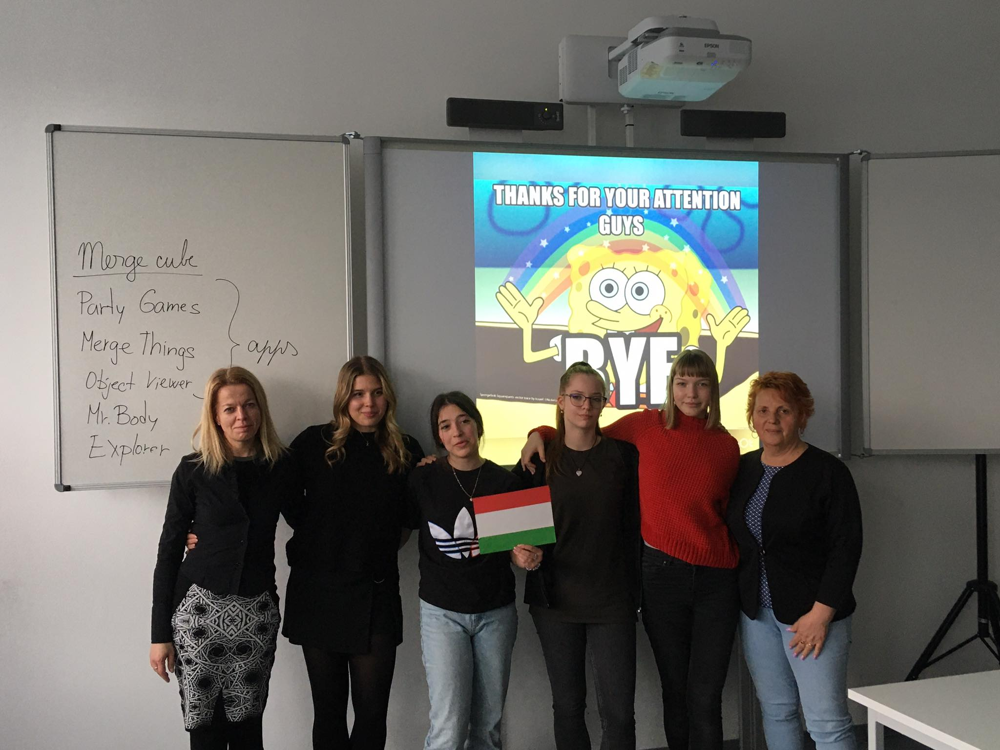 EPSON
EPSON
Merge cube
Party Games
Merge Things
apps
Object Viewer
Mr. Body
Explorer
THANKS FOR YOUR ATTENTION
GUYS
BYE